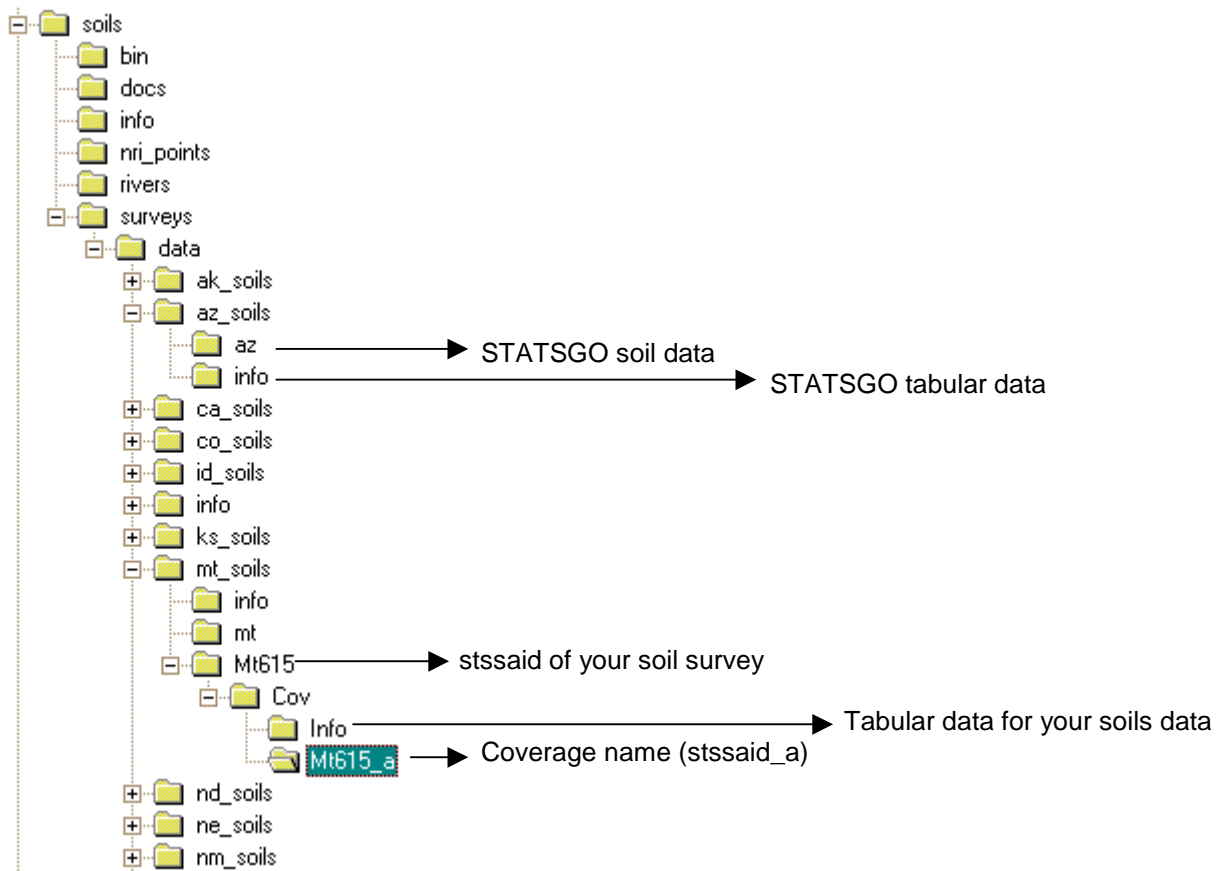 soils
bin
docs
info
nri_points
rivers
surveys
data
ak_soils
az_soils
az STATSGO soil data
info STATSGO tabular data
ca_soils
co_soils
id_soils
info
ks_soils
mt_soils
info
mt
Mt615 stssaid of your soil survey
Cov
Info Tabular data for your soils data
Mt615_a Coverage name (stssaid_a)
nd_soils
ne_soils
nm_soils